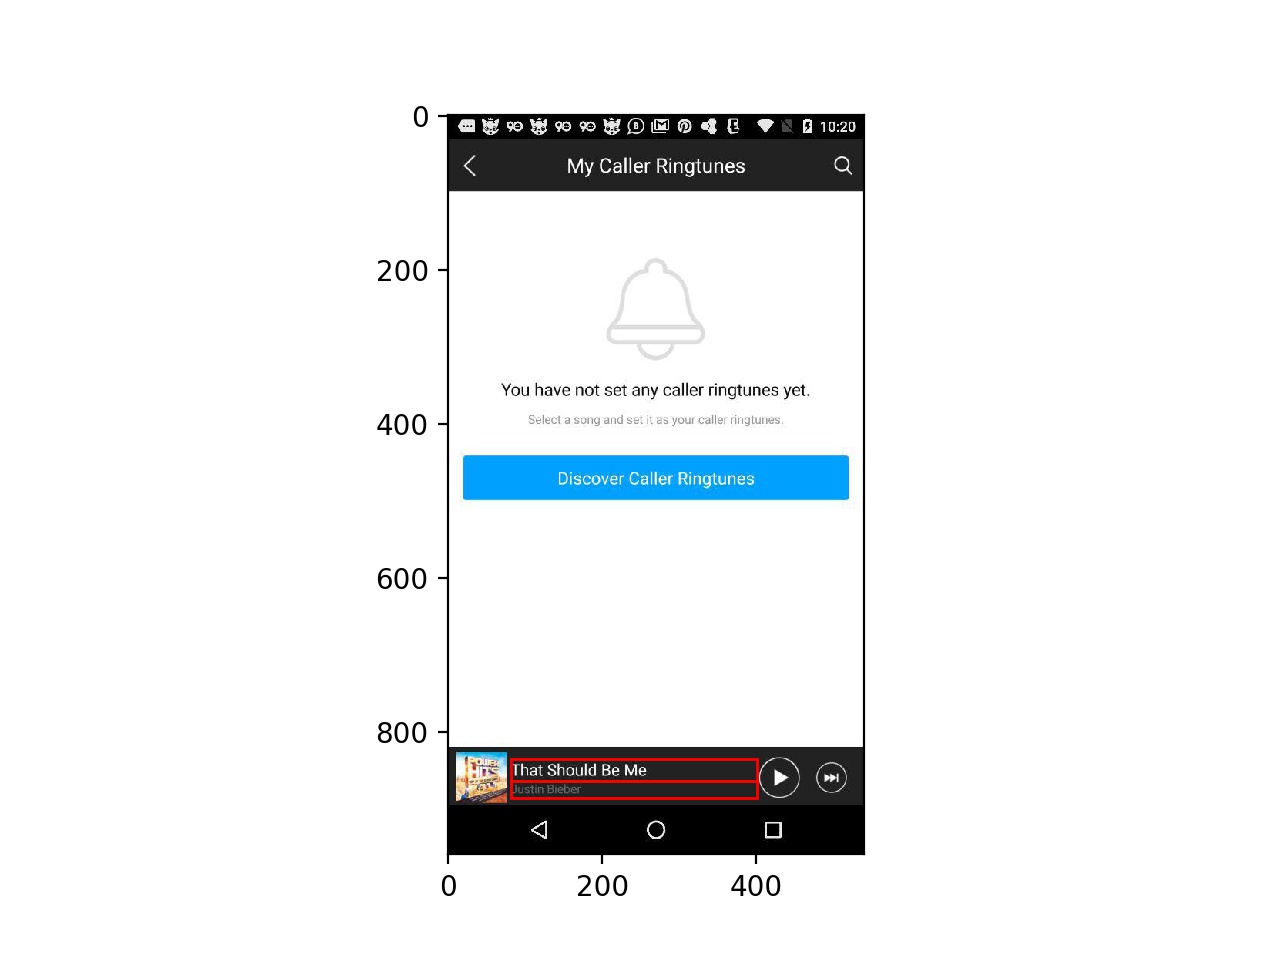 0
200
400
600
800
10:20
My Caller Ringtunes
You have not set any caller ringtunes yet.
Select a song and set it as your caller ringtunes.
Discover Caller Ringtunes
POWER
HITS
That Should Be Me
Justin Bieber
0
200
400